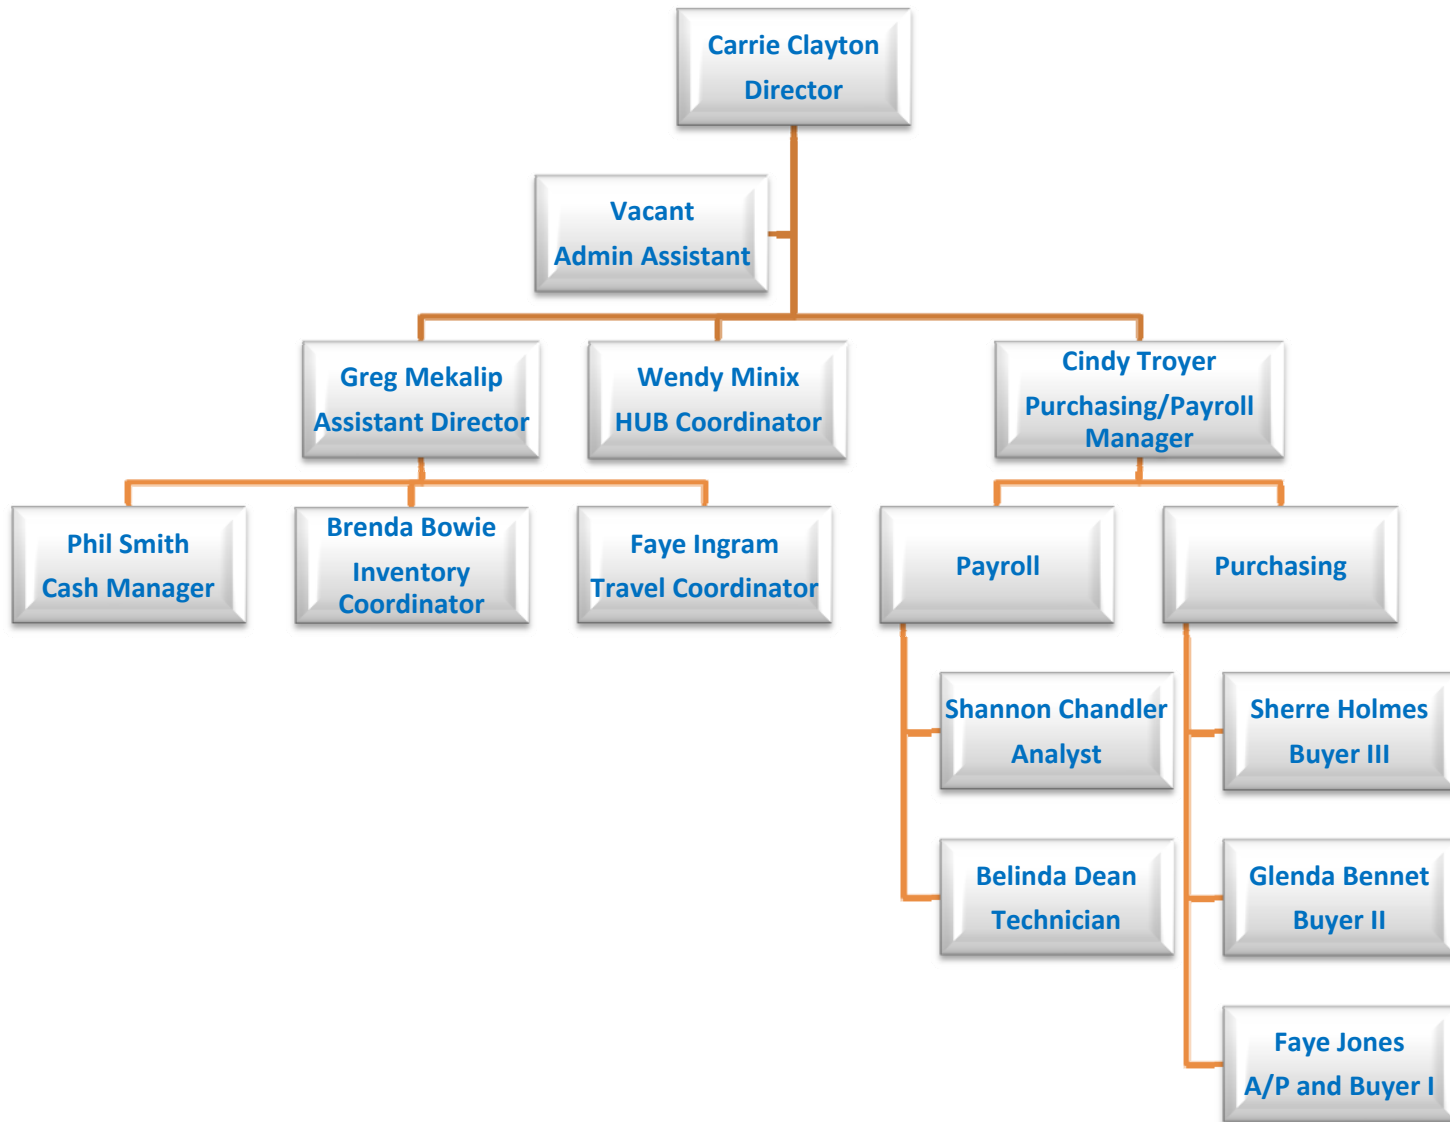 Carrie Clayton
Director
Vacant
Admin Assistant
Greg Mekalip
Assistant Director
Wendy Minix
HUB Coordinator
Cindy Troyer
Purchasing/Payroll
Manager
Phil Smith
Cash Manager
Brenda Bowie
Inventory
Coordinator
Faye Ingram
Travel Coordinator
Payroll
Purchasing
Shannon Chandler
Analyst
Sherre Holmes
Buyer III
Belinda Dean
Technician
Glenda Bennet
Buyer II
Faye Jones
A/P and Buyer I